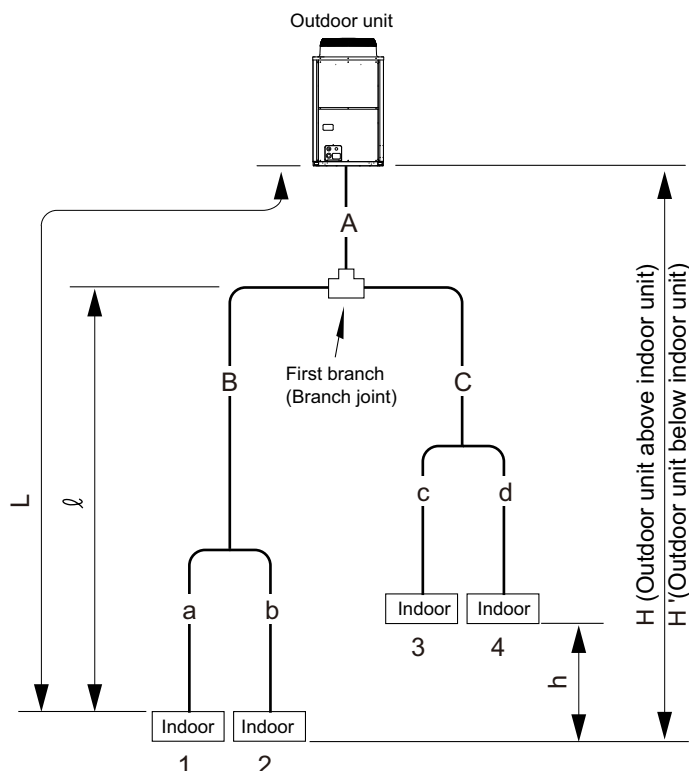 Outdoor unit
A
B
First branch
(Branch joint)
C
L
ℓ
c
d
H (Outdoor unit above indoor unit)
H '(Outdoor unit below indoor unit)
a
b
Indoor
Indoor
3
4
h
Indoor
Indoor
1
2